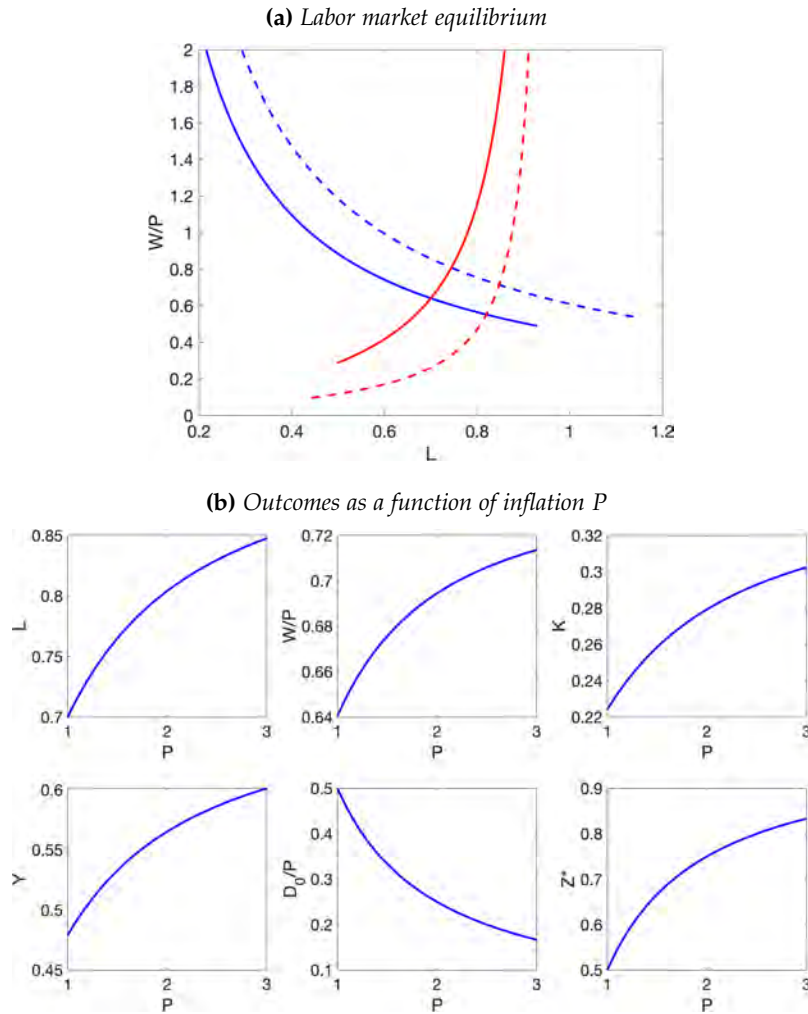 (a) Labor market equilibrium
2
1.8
1.6
1.4
1.2
1
0.8
0.6
0.4
0.2
0
W/P
0.2 0.4 0.6 0.8 1 1.2
L
(b) Outcomes as a function of inflation P
0.85
0.8
0.75
0.7
L
1 2 3
P
0.72
0.7
0.68
0.66
0.64
W/P
1 2 3
P
0.32
0.3
0.28
0.26
0.24
0.22
K
1 2 3
P
0.6
0.55
0.5
0.45
Y
1 2 3
P
0.5
0.4
0.3
0.2
0.1
D₀/P
1 2 3
P
0.9
0.8
0.7
0.6
0.5
Z*
1 2 3
P